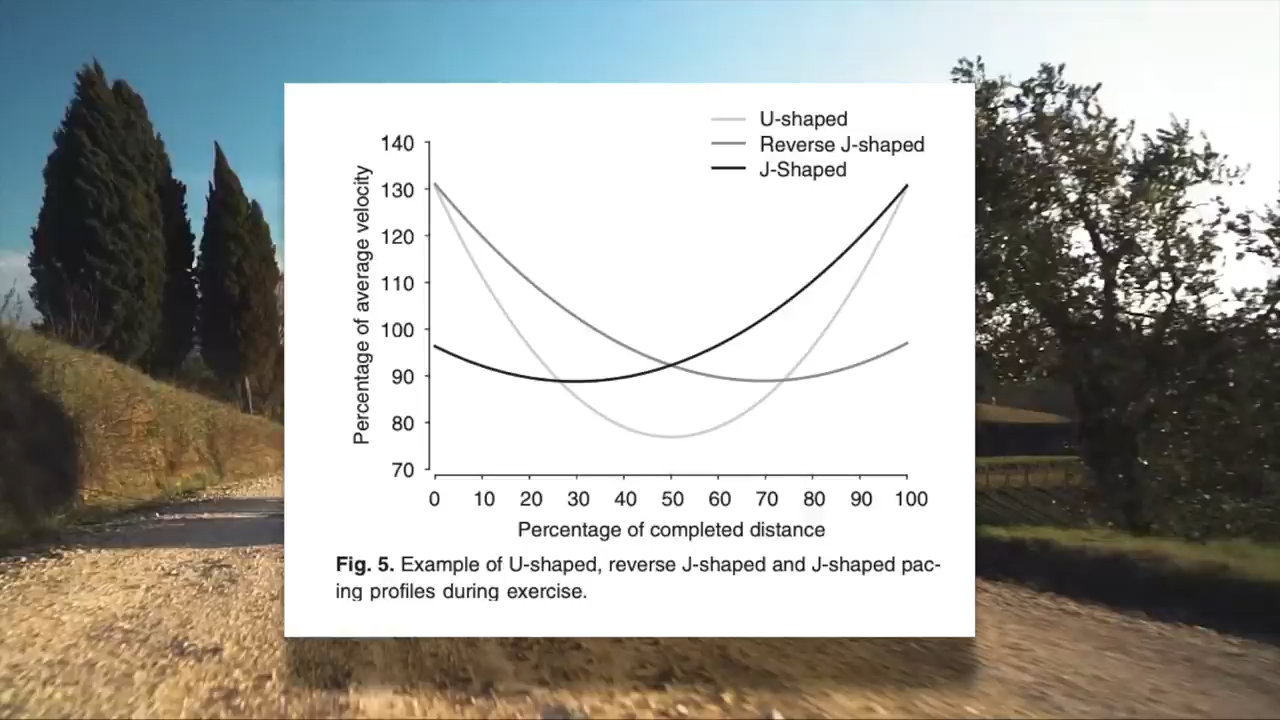 U-shaped
Reverse J-shaped
J-Shaped
140
130
120
110
100
90
80
70
Percentage of average velocity
0 10 20 30 40 50 60 70 80 90 100
Percentage of completed distance
Fig. 5. Example of U-shaped, reverse J-shaped and J-shaped pac-
ing profiles during exercise.